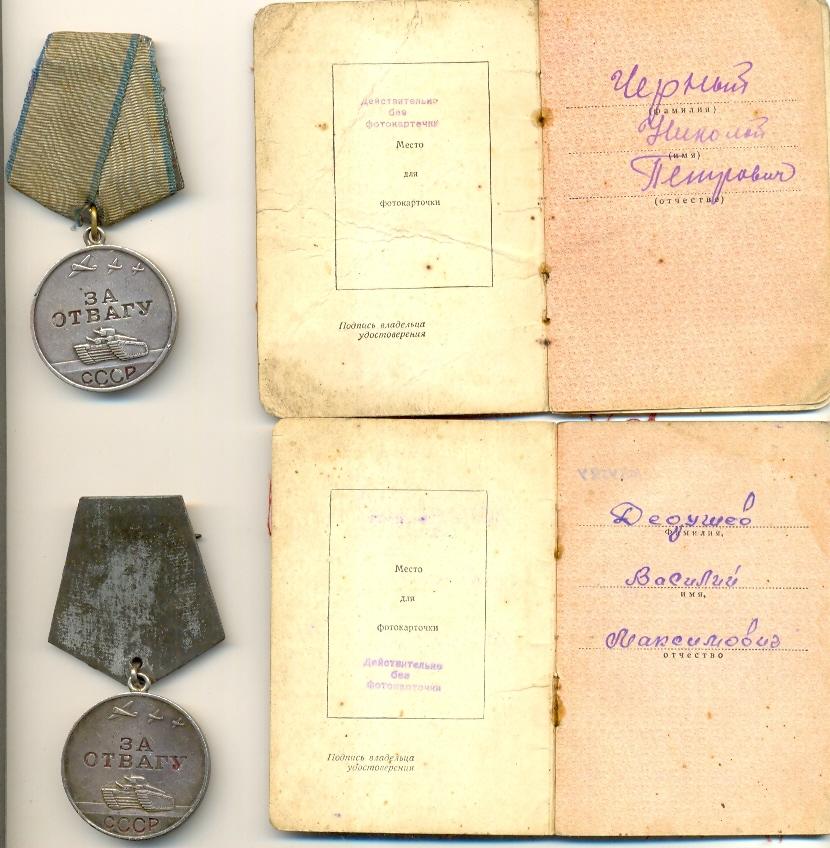 ЗА
ОТВАГУ
СССР
Действительно
без
фотокарточки
Место
для
фотокарточки
Подпись владельца
удостоверения
Черный
(фамилия)
Николай
(имя)
Петрович
(отчество)
ЗА
ОТВАГУ
СССР
Место
для
фотокарточки
Действительно
без
фотокарточки
Подпись владельца
удостоверения
Дедушев
Фамилия,
Василий
имя,
Максимович
отчество